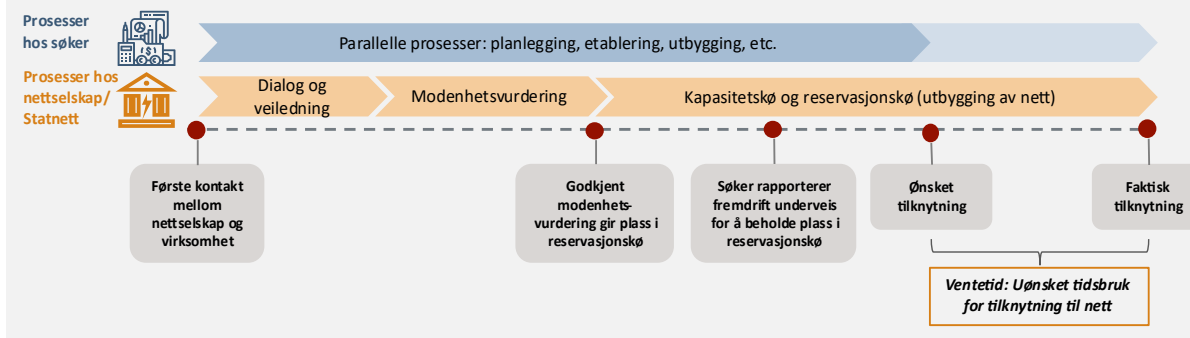 Prosesser
hos søker
Parallelle prosesser: planlegging, etablering, utbygging, etc.
Prosesser hos
nettselskap/
Statnett
Dialog og
veiledning
Modenhetsvurdering
Kapasitetskø og reservasjonskø (utbygging av nett)
Første kontakt
mellom
nettselskap og
virksomhet
Godkjent
modenhets-
vurdering gir plass i
reservasjonskø
Søker rapporterer
fremdrift underveis
for å beholde plass i
reservasjonskø
Ønsket
tilknytning
Faktisk
tilknytning
Ventetid: Uønsket tidsbruk
for tilknytning til nett